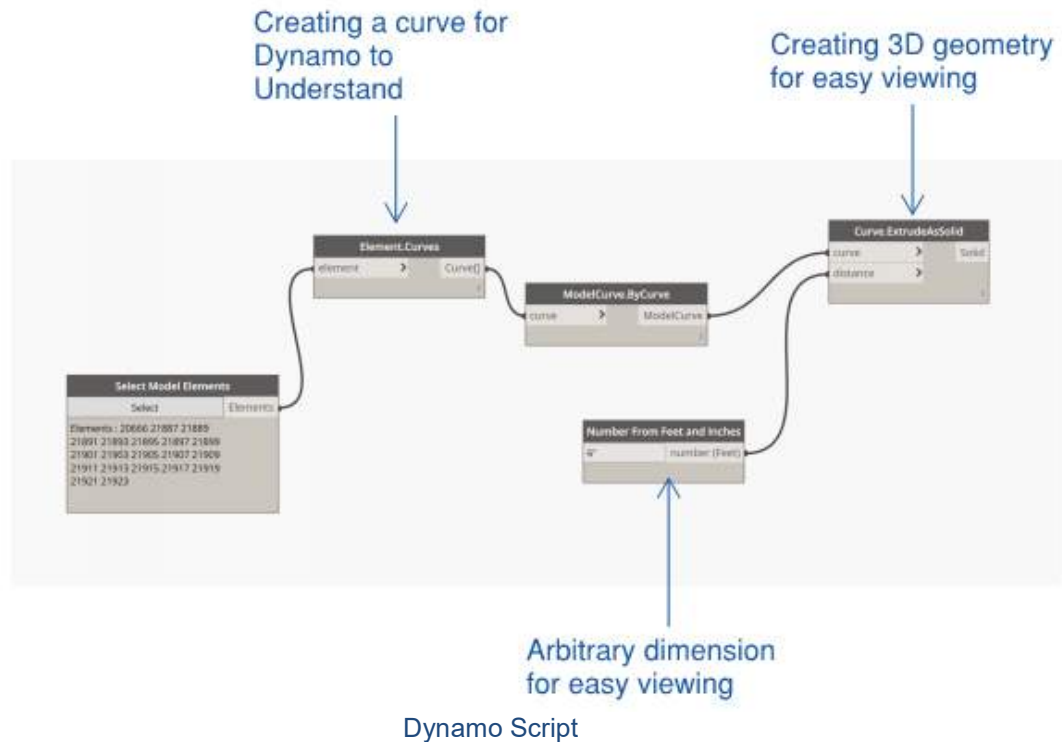 Creating a curve for
Dynamo to
Understand
Creating 3D geometry
for easy viewing
Element.Curves
element > Curve[]
ModelCurve.ByCurve
curve > ModelCurve
Curve.ExtrudeAsSolid
curve > Solid
distance >
Select Model Elements
Select Elements
Elements : 20666 21887 21889
21891 21893 21895 21897 21899
21901 21903 21905 21907 21909
21911 21913 21915 21917 21919
21921 21923
Number From Feet and Inches
number (Feet)
Arbitrary dimension
for easy viewing
Dynamo Script